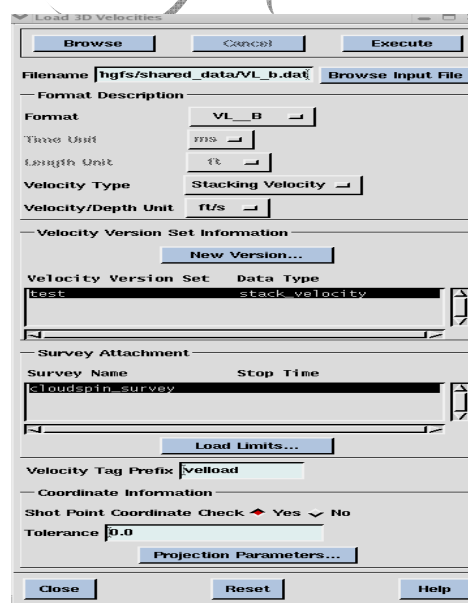 Load 3D Velocities
Browse Cancel Execute
Filename hgfs/shared_data/VL_b.dat Browse Input File
Format Description
Format VL__B
Time Unit ms
Length Unit ft
Velocity Type Stacking Velocity
Velocity/Depth Unit ft/s
Velocity Version Set Information
New Version...
Velocity Version Set Data Type
test stack_velocity
Survey Attachment
Survey Name Stop Time
cloudspin_survey
Load Limits...
Velocity Tag Prefix velload
Coordinate Information
Shot Point Coordinate Check Yes No
Tolerance 0.0
Projection Parameters...
Close Reset Help